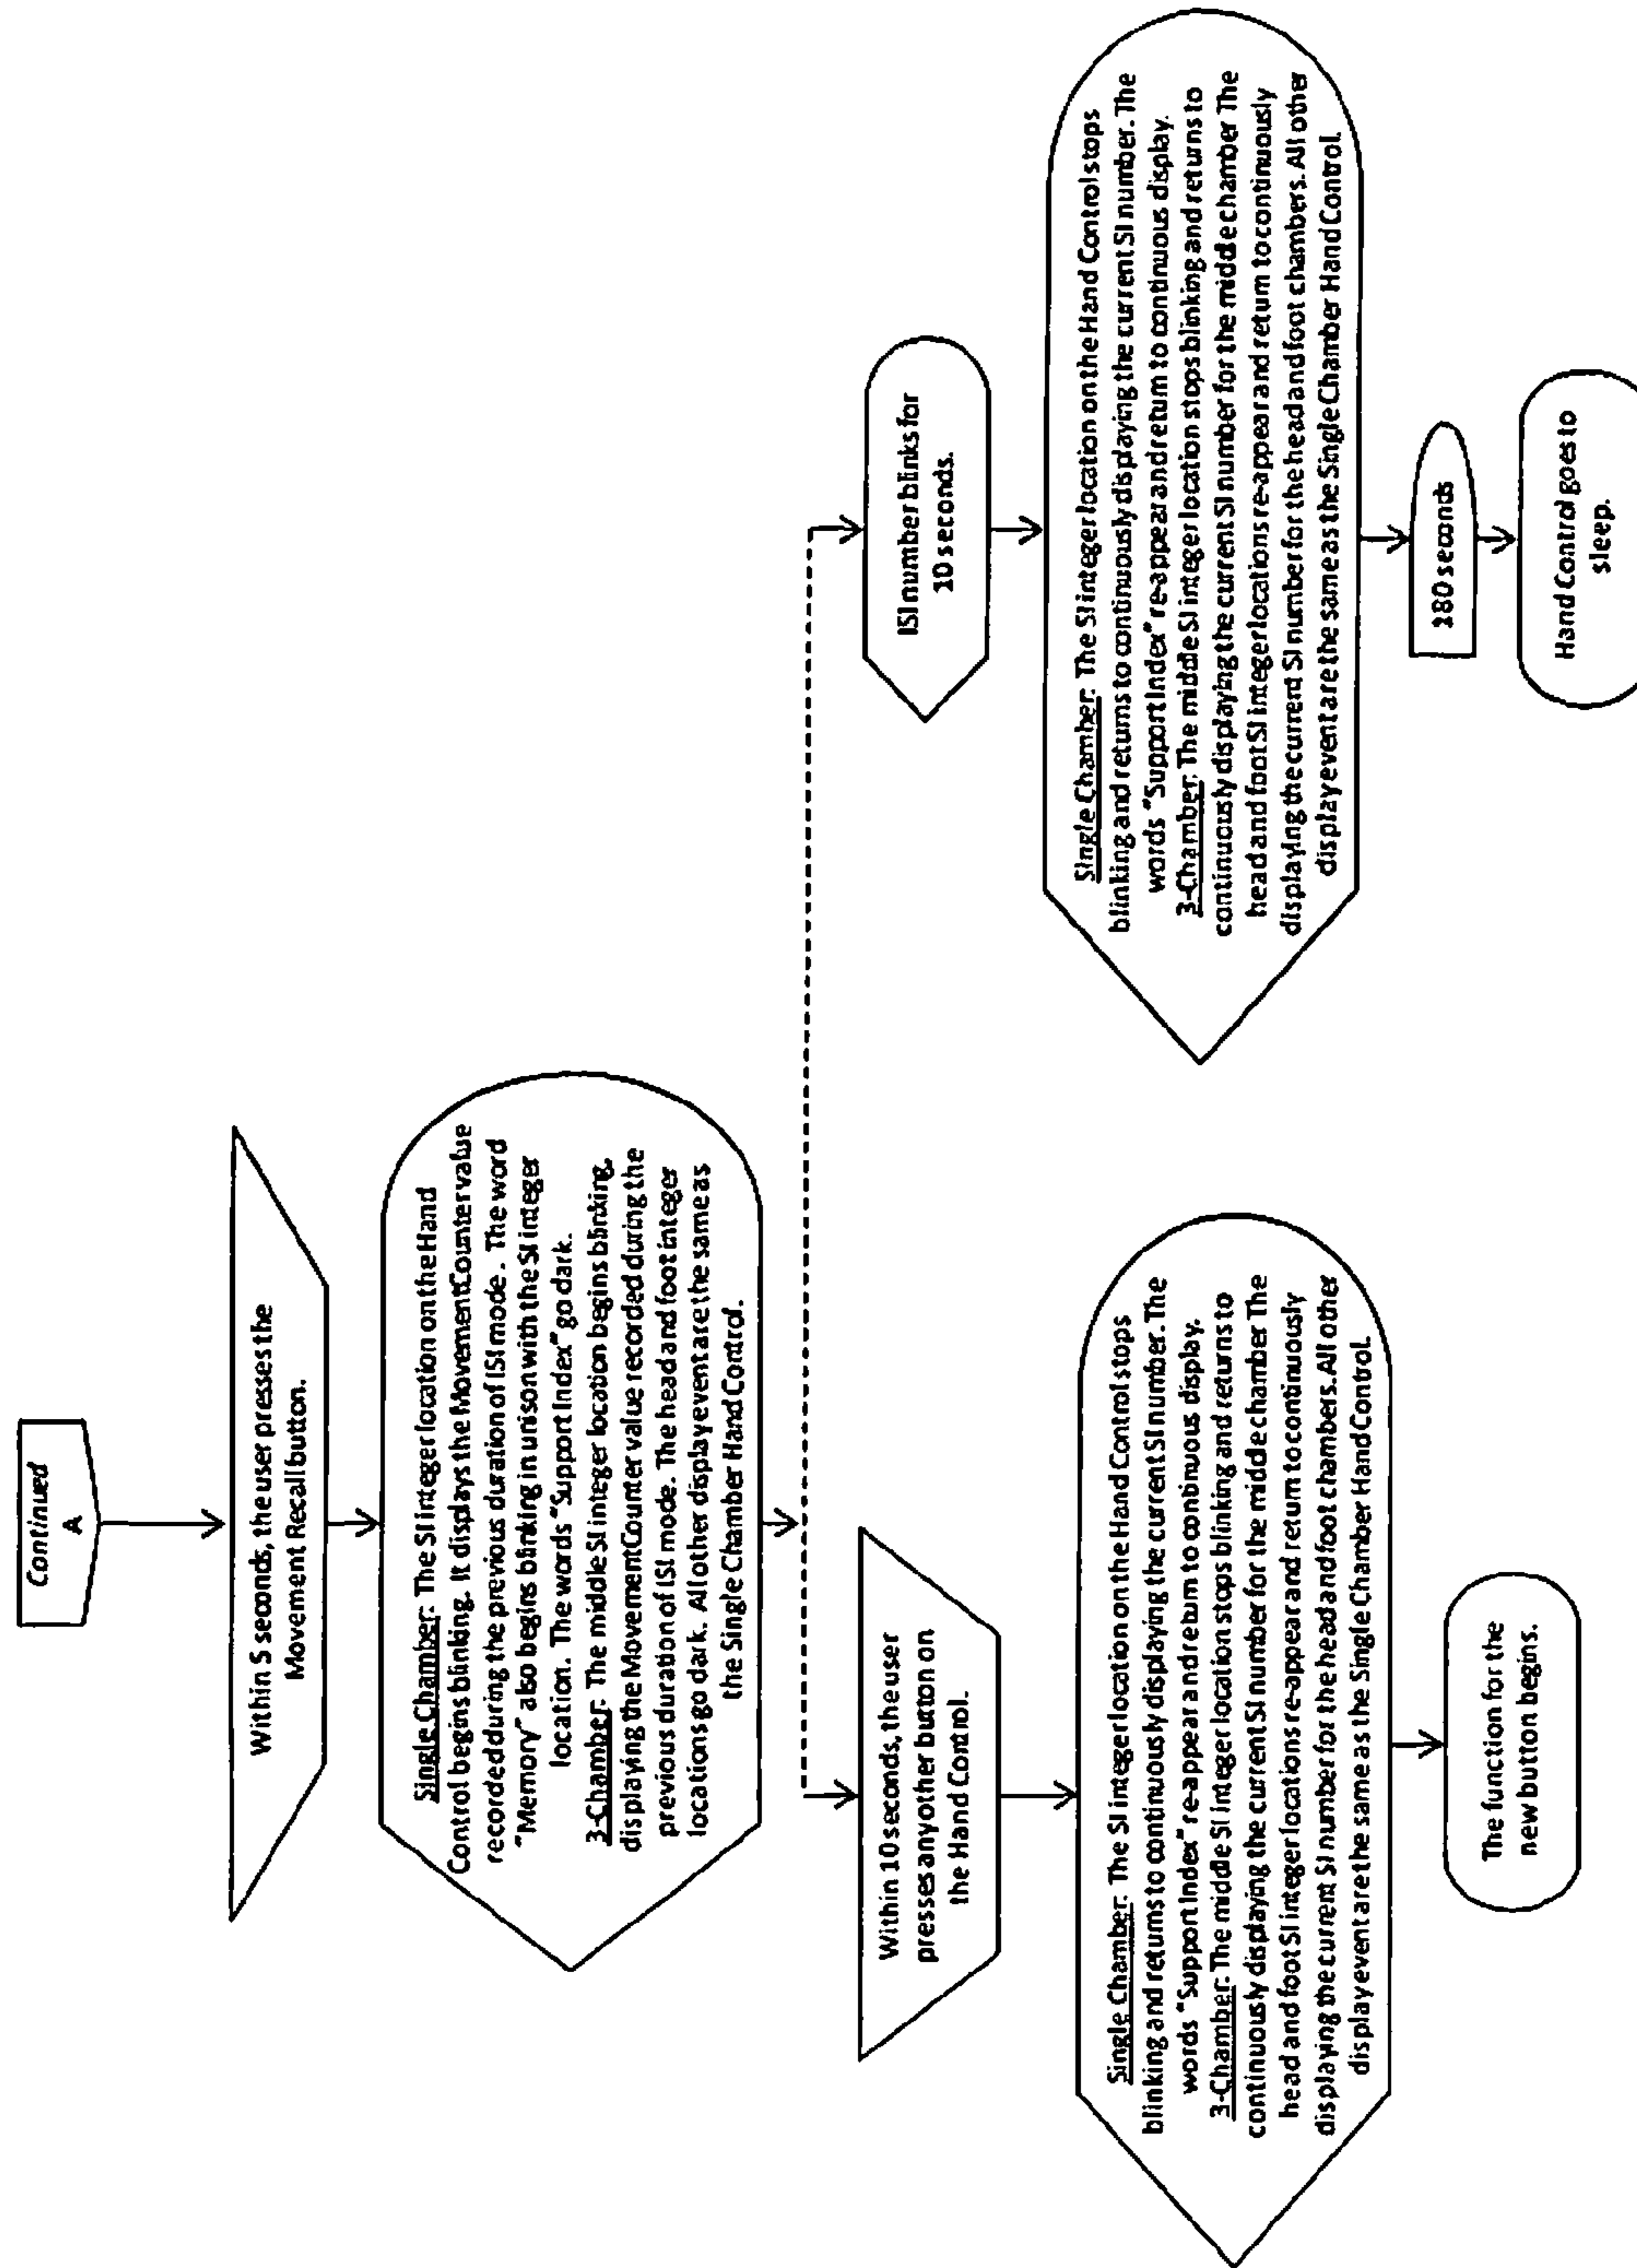 Continued
A
Within 5 seconds, the user presses the
Movement Recall button.
Single Chamber: The SI integer location on the Hand
Control begins blinking. It displays the MovementCounter value
recorded during the previous duration of ISI mode. The word
"Memory" also begins blinking in unison with the SI integer
location. The words "Support Index" go dark.
3-Chamber: The middle SI integer location begins blinking,
displaying the MovementCounter value recorded during the
previous duration of ISI mode. The head and foot integer
locations go dark. All other display event are the same as
the Single Chamber Hand Control.
Within 10 seconds, the user
presses any other button on
the Hand Control.
Single Chamber: The SI integer location on the Hand Control stops
blinking and returns to continuously displaying the current SI number. The
words "Support Index" re-appear and return to continuous display.
3-Chamber: The middle SI integer location stops blinking and returns to
continuously displaying the current SI number for the middle chamber The
head and foot SI integer locations re-appear and return to continuously
displaying the current SI number for the head and foot chambers. All other
display event are the same as the Single Chamber Hand Control.
The function for the
new button begins.
ISI number blinks for
10 seconds.
Single Chamber: The SI integer location on the Hand Control stops
blinking and returns to continuously displaying the current SI number. The
words "Support Index" re-appear and return to continuous display.
3-Chamber: The middle SI integer location stops blinking and returns to
continuously displaying the current SI number for the middle chamber The
head and foot SI integer locations re-appear and return to continuously
displaying the current SI number for the head and foot chambers. All other
display event are the same as the Single Chamber Hand Control.
180 seconds
Hand Control goes to
sleep.